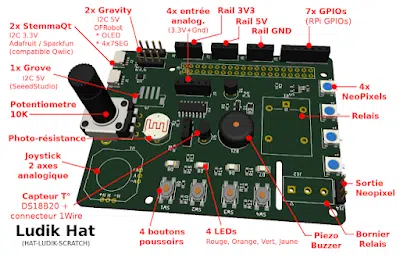 2x StemmaQt
I2C 3.3V
Adafruit / Sparkfun
(compatible Qwiic)
2x Gravity
I2C 5V
DFRobot,
* OLED
* 4x7SEG
4x entrée
analog.
(3.3V+Gnd)
Rail 3V3
Rail 5V
Rail GND
7x GPIOs
(RPi GPIOs)
1x Grove
I2C 5V
(SeeedStudio)
Potentiometre
10K
4x
NeoPixels
Relais
Photo-résistance
Joystick
2 axes
analogique
Capteur T°
DS18B20 +
connecteur 1Wire
Sortie
Neopixel
Ludik Hat
(HAT-LUDIK-SCRATCH)
4 boutons
poussoirs
4 LEDs
Rouge, Orange, Vert, Jaune
Piezo
Buzzer
Bornier
Relais